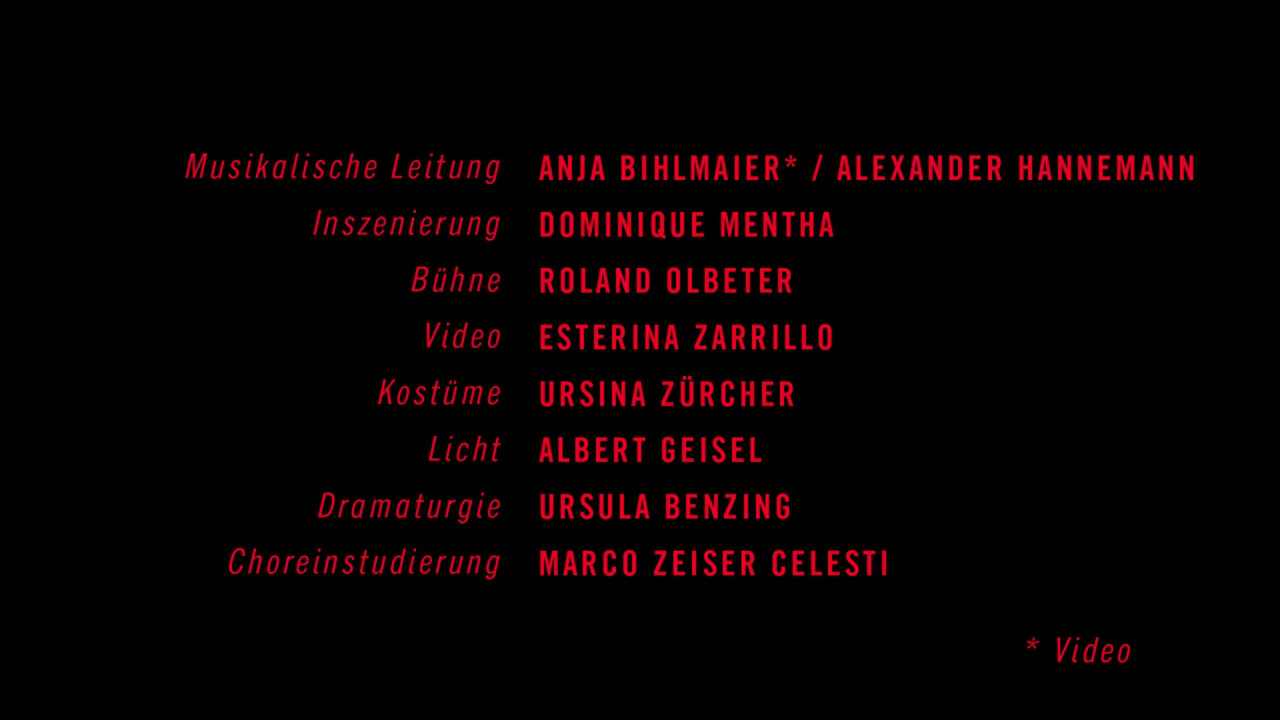 Musikalische Leitung ANJA BIHLMAIER* / ALEXANDER HANNEMANN
Inszenierung DOMINIQUE MENTHA
Bühne ROLAND OLBETER
Video ESTERINA ZARRILLO
Kostüme URSINA ZÜRCHER
Licht ALBERT GEISEL
Dramaturgie URSULA BENZING
Choreinstudierung MARCO ZEISER CELESTI
* Video